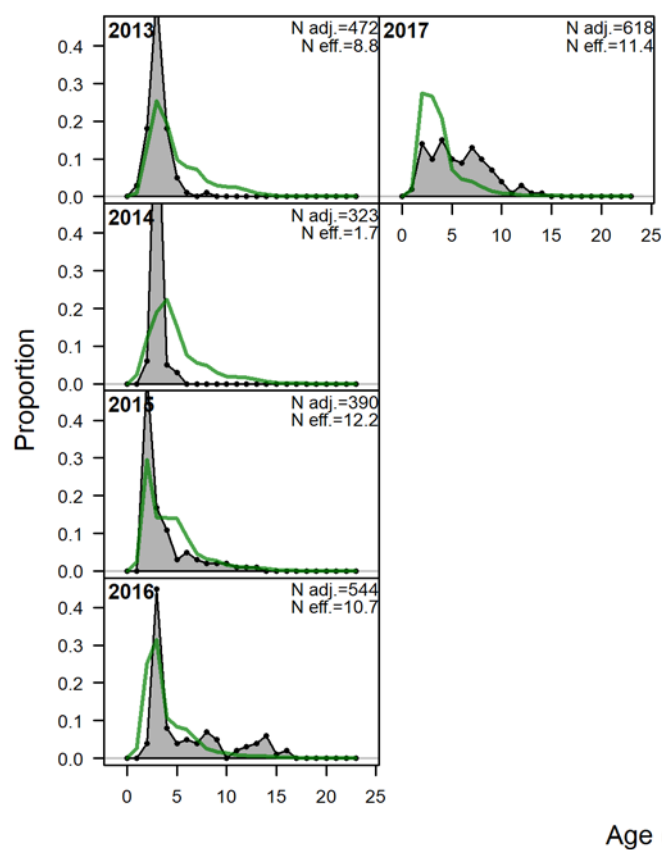 2013
N adj.=472
N eff.=8.8
0.4
0.3
0.2
0.1
0.0
2017
N adj.=618
N eff.=11.4
0 5 10 15 20 25
2014
N adj.=323
N eff.=1.7
0.4
0.3
0.2
0.1
0.0
2015
N adj.=390
N eff.=12.2
0.4
0.3
0.2
0.1
0.0
2016
N adj.=544
N eff.=10.7
0.4
0.3
0.2
0.1
0.0
0 5 10 15 20 25
Proportion
Age